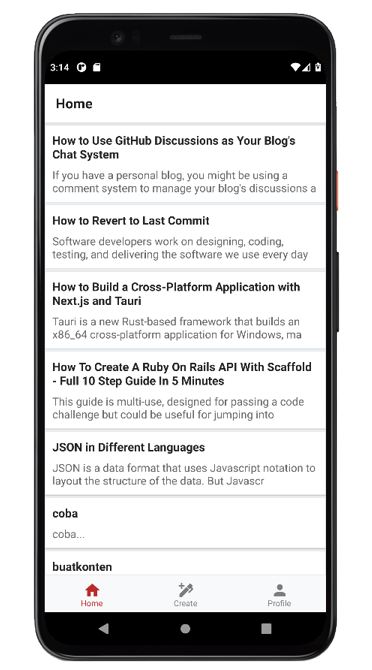 3:14
Home
How to Use GitHub Discussions as Your Blog's
Chat System
If you have a personal blog, you might be using a
comment system to manage your blog's discussions a
How to Revert to Last Commit
Software developers work on designing, coding,
testing, and delivering the software we use every day
How to Build a Cross-Platform Application with
Next.js and Tauri
Tauri is a new Rust-based framework that builds an
x86_64 cross-platform application for Windows, ma
How To Create A Ruby On Rails API With Scaffold
- Full 10 Step Guide In 5 Minutes
This guide is multi-use, designed for passing a code
challenge but could be useful for jumping into
JSON in Different Languages
JSON is a data format that uses Javascript notation to
layout the structure of the data. But Javascr
coba
coba...
buatkonten
Home
Create
Profile